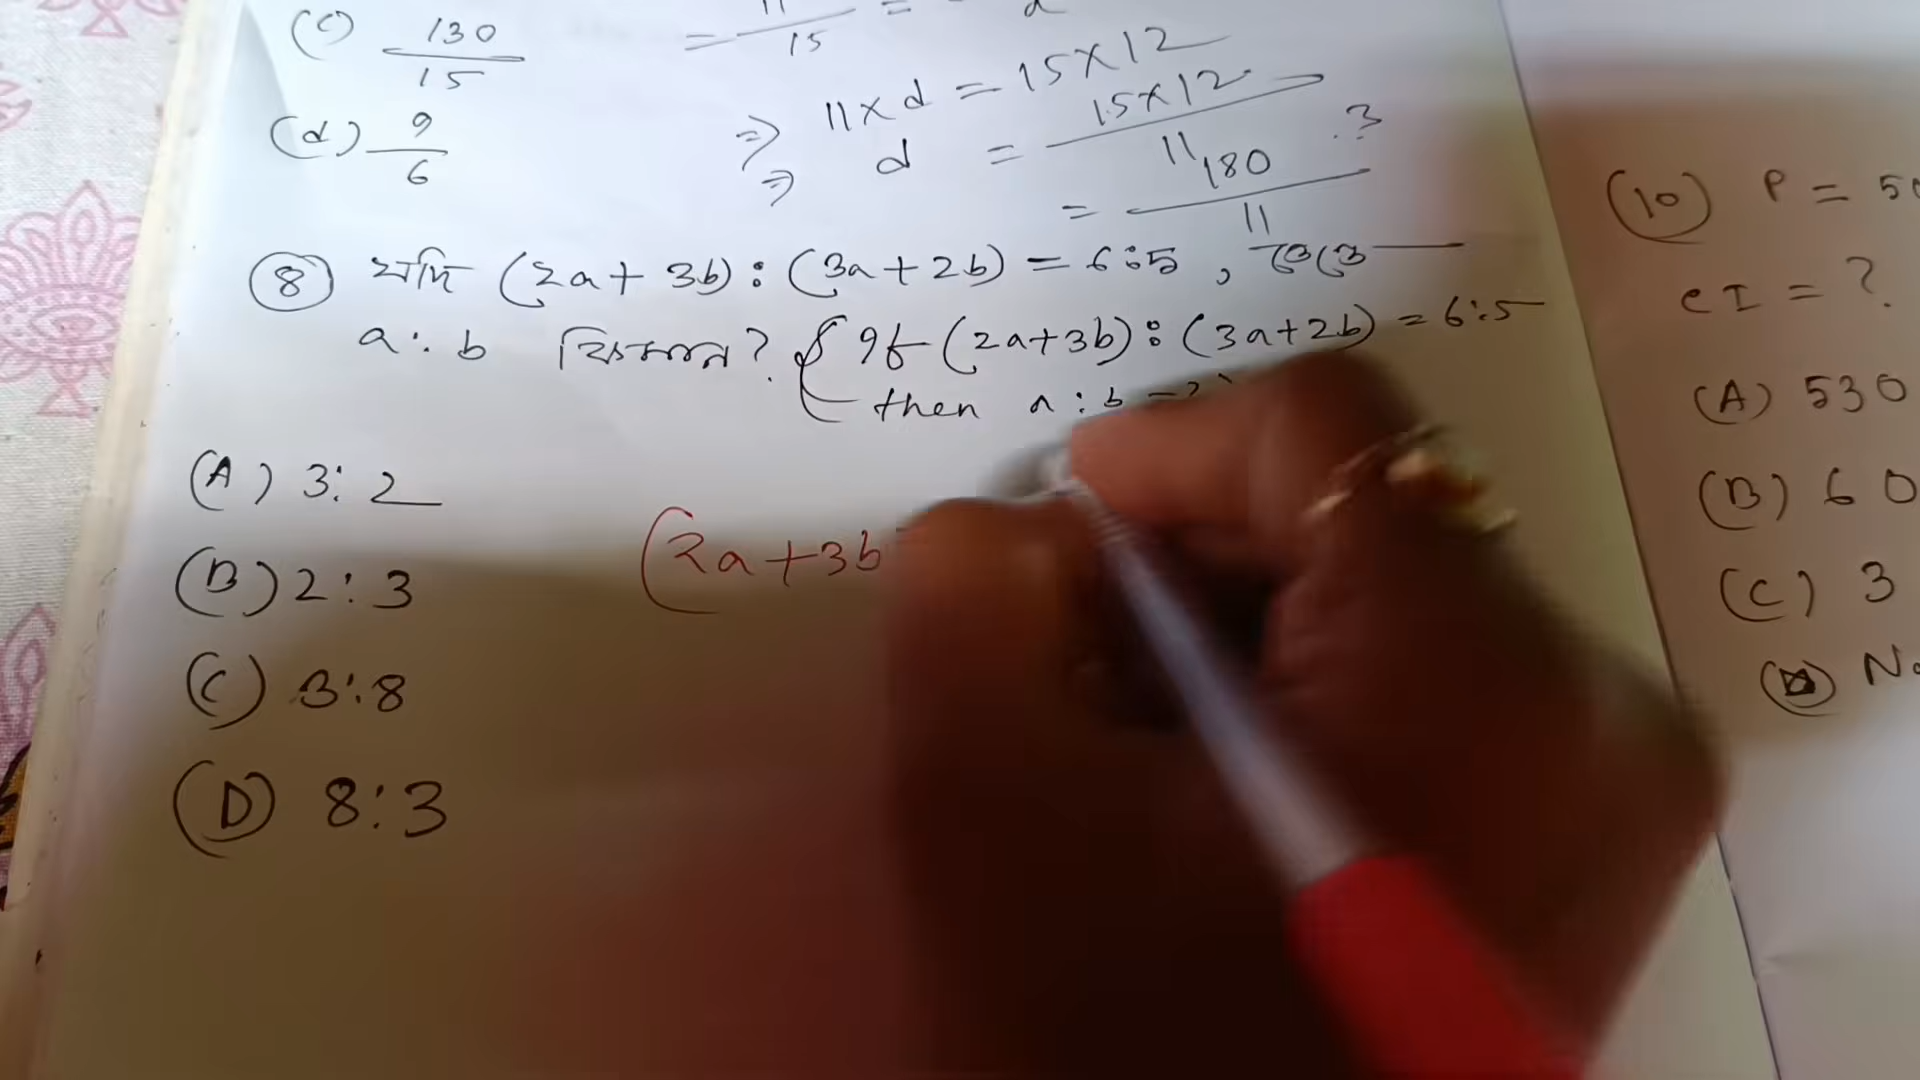 (c) 130/15
= 11/15 =
(d) 9/6
⇒ 11×d = 15×12
⇒ d = 15×12/11
= 180/11
(8) যদি (2a+3b):(3a+2b) = 6:5,
a:b ? { If (2a+3b):(3a+2b) = 6:5
then a:b = ?
(A) 3:2
(B) 2:3
(C) 3:8
(D) 8:3
(2a+3b
(10) P = 50
CI = ?
(A) 530
(B) 60
(C) 3
(D) No